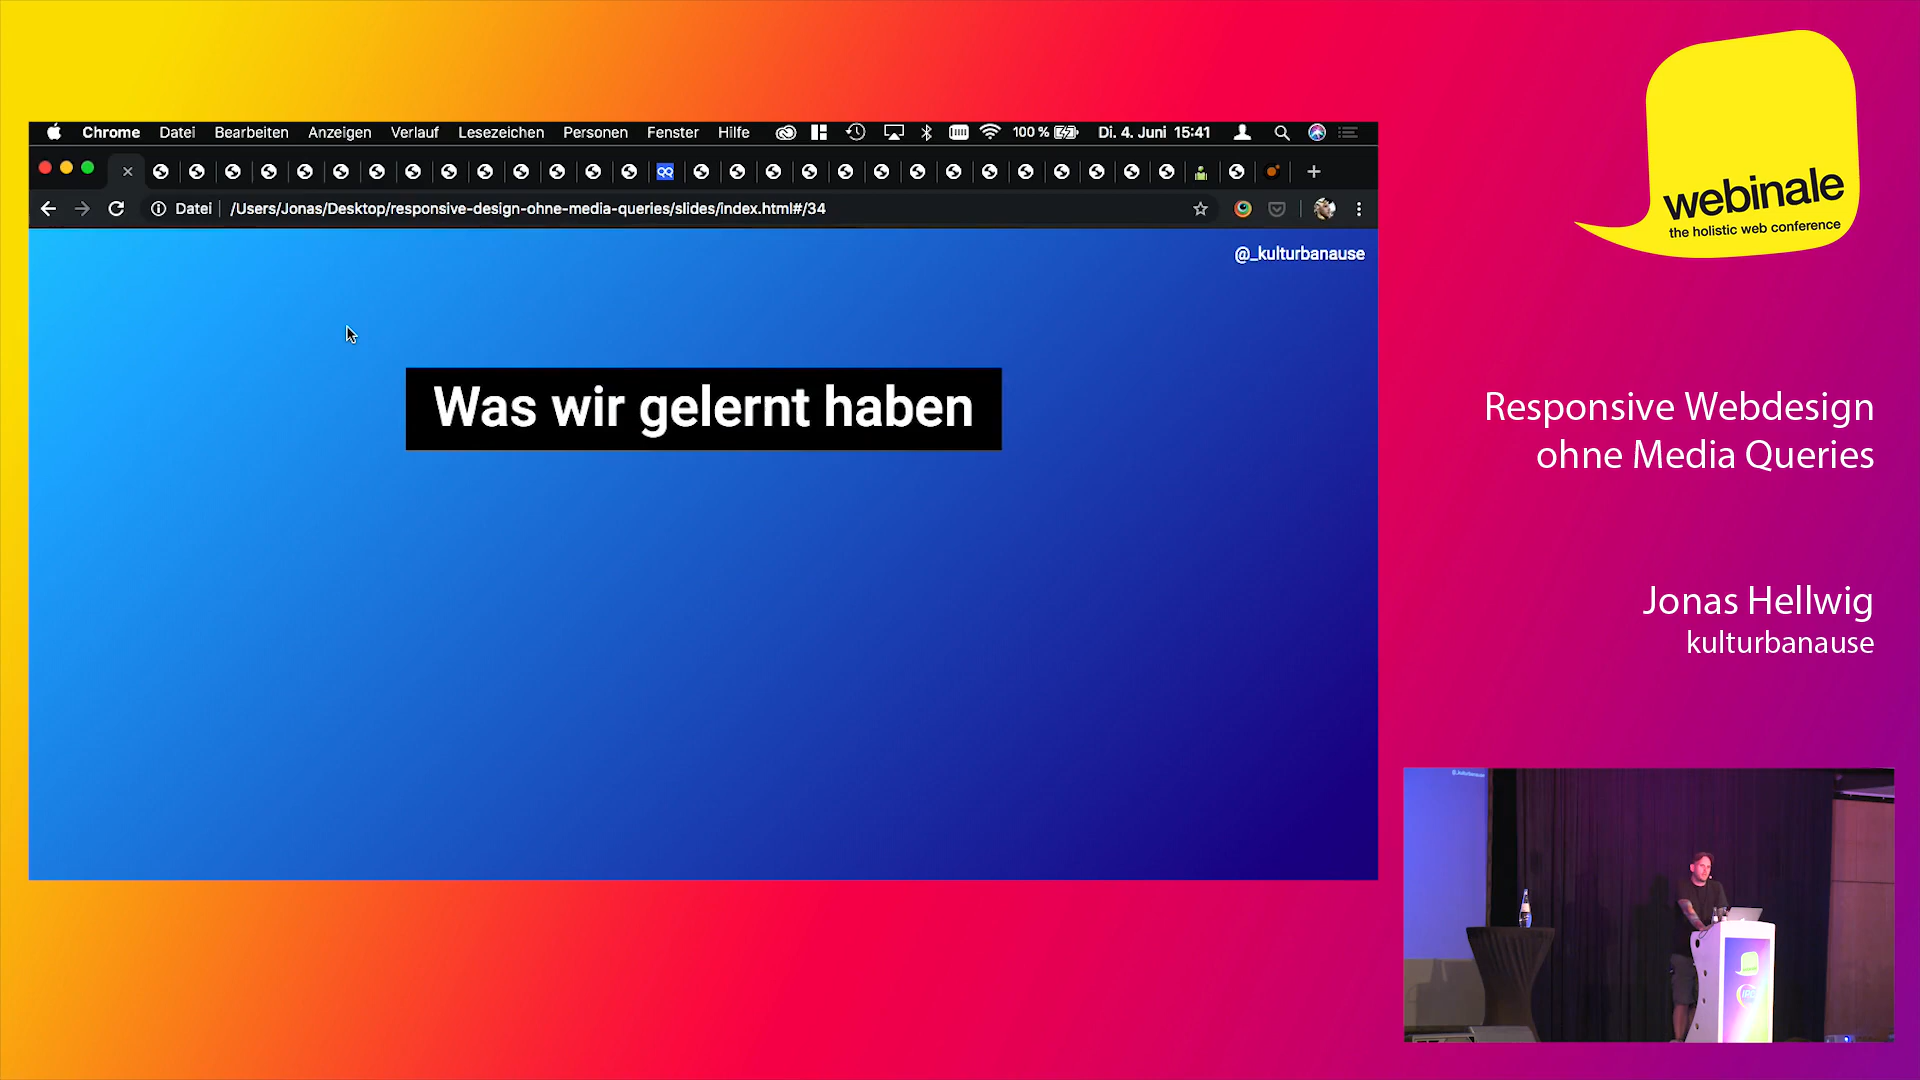 Chrome Datei Bearbeiten Anzeigen Verlauf Lesezeichen Personen Fenster Hilfe 100 % Di. 4. Juni 15:41
Datei /Users/Jonas/Desktop/responsive-design-ohne-media-queries/slides/index.html#/34
@_kulturbanause
Was wir gelernt haben
webinale
the holistic web conference
Responsive Webdesign
ohne Media Queries
Jonas Hellwig
kulturbanause